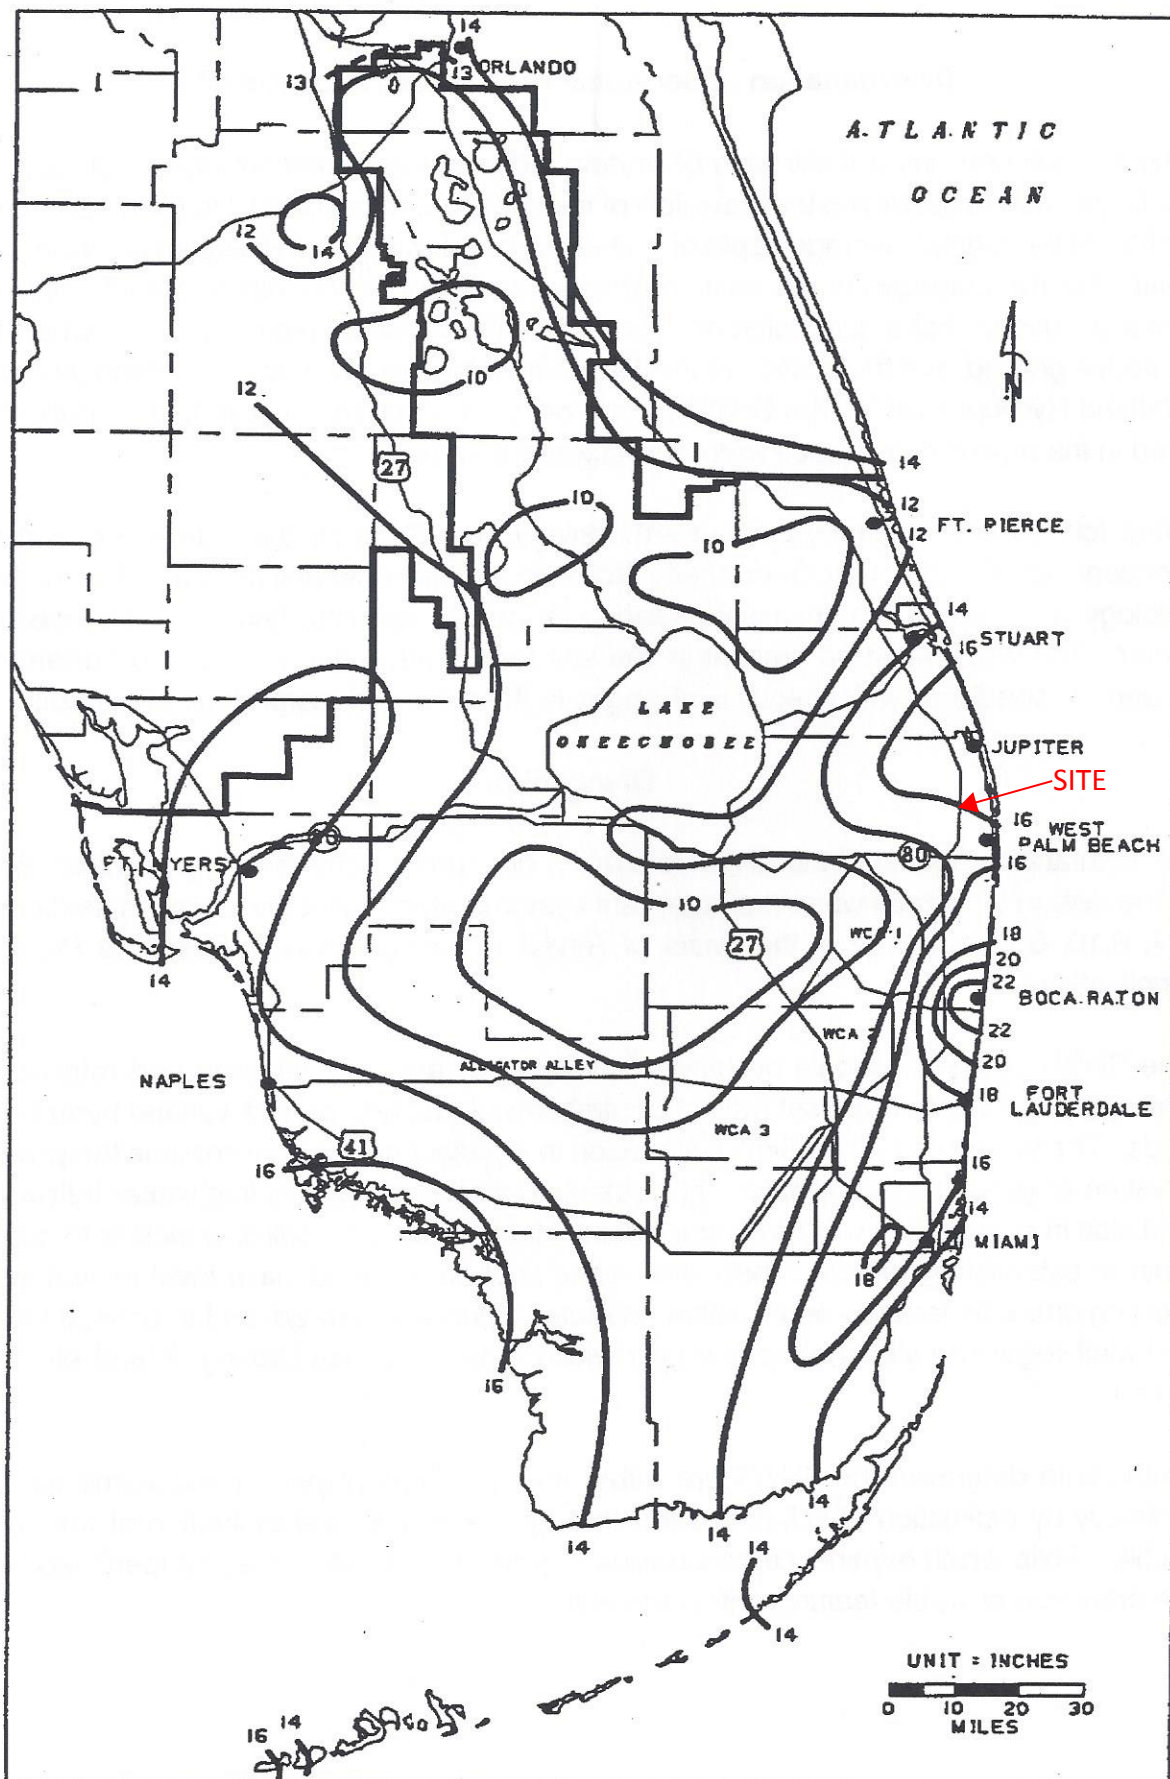 14
ORLANDO
13
13
ATLANTIC
OCEAN
12
14
N
10
12
27
14
10
12
FT. PIERCE
10
12
14
STUART
16
LAKE
OKEECHOBEE
JUPITER
SITE
16
WEST
PALM BEACH
80
80
16
FT. MYERS
10
WCA 1
27
18
20
22
BOCA RATON
14
WCA 2
22
ALLIGATOR ALLEY
20
NAPLES
18
FORT
LAUDERDALE
WCA 3
41
16
16
14
MIAMI
18
16
14
14
14
14
14
UNIT = INCHES
0 10 20 30
MILES
16
14